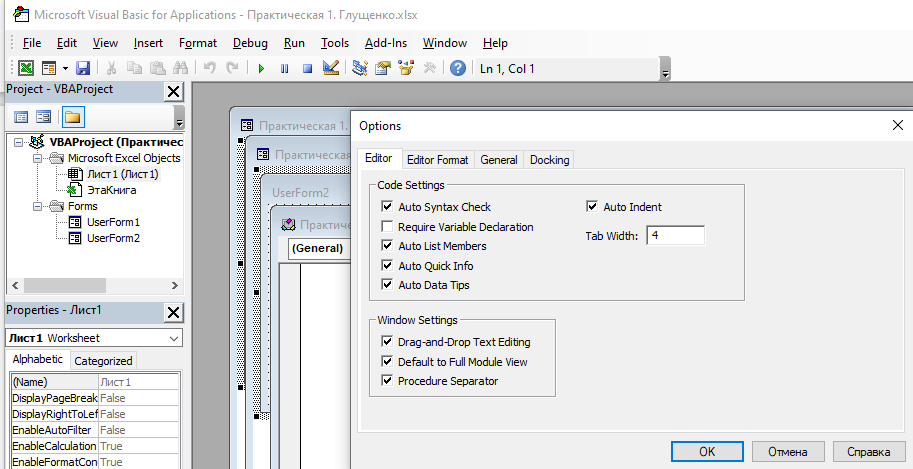 Microsoft Visual Basic for Applications - Практическая 1. Глущенко.xlsx
File Edit View Insert Format Debug Run Tools Add-Ins Window Help
Ln 1, Col 1
Project - VBAProject
VBAProject (Практичес
Microsoft Excel Objects
Лист1 (Лист1)
ЭтаКнига
Forms
UserForm1
UserForm2
Properties - Лист1
Лист1 Worksheet
Alphabetic Categorized
(Name) Лист1
DisplayPageBreak False
DisplayRightToLef False
EnableAutoFilter False
EnableCalculation True
EnableFormatCon True
Практическая 1.
Практическая
UserForm2
Практиче
(General)
Options
Editor Editor Format General Docking
Code Settings
Auto Syntax Check
Require Variable Declaration
Auto List Members
Auto Quick Info
Auto Data Tips
Auto Indent
Tab Width: 4
Window Settings
Drag-and-Drop Text Editing
Default to Full Module View
Procedure Separator
OK Отмена Справка